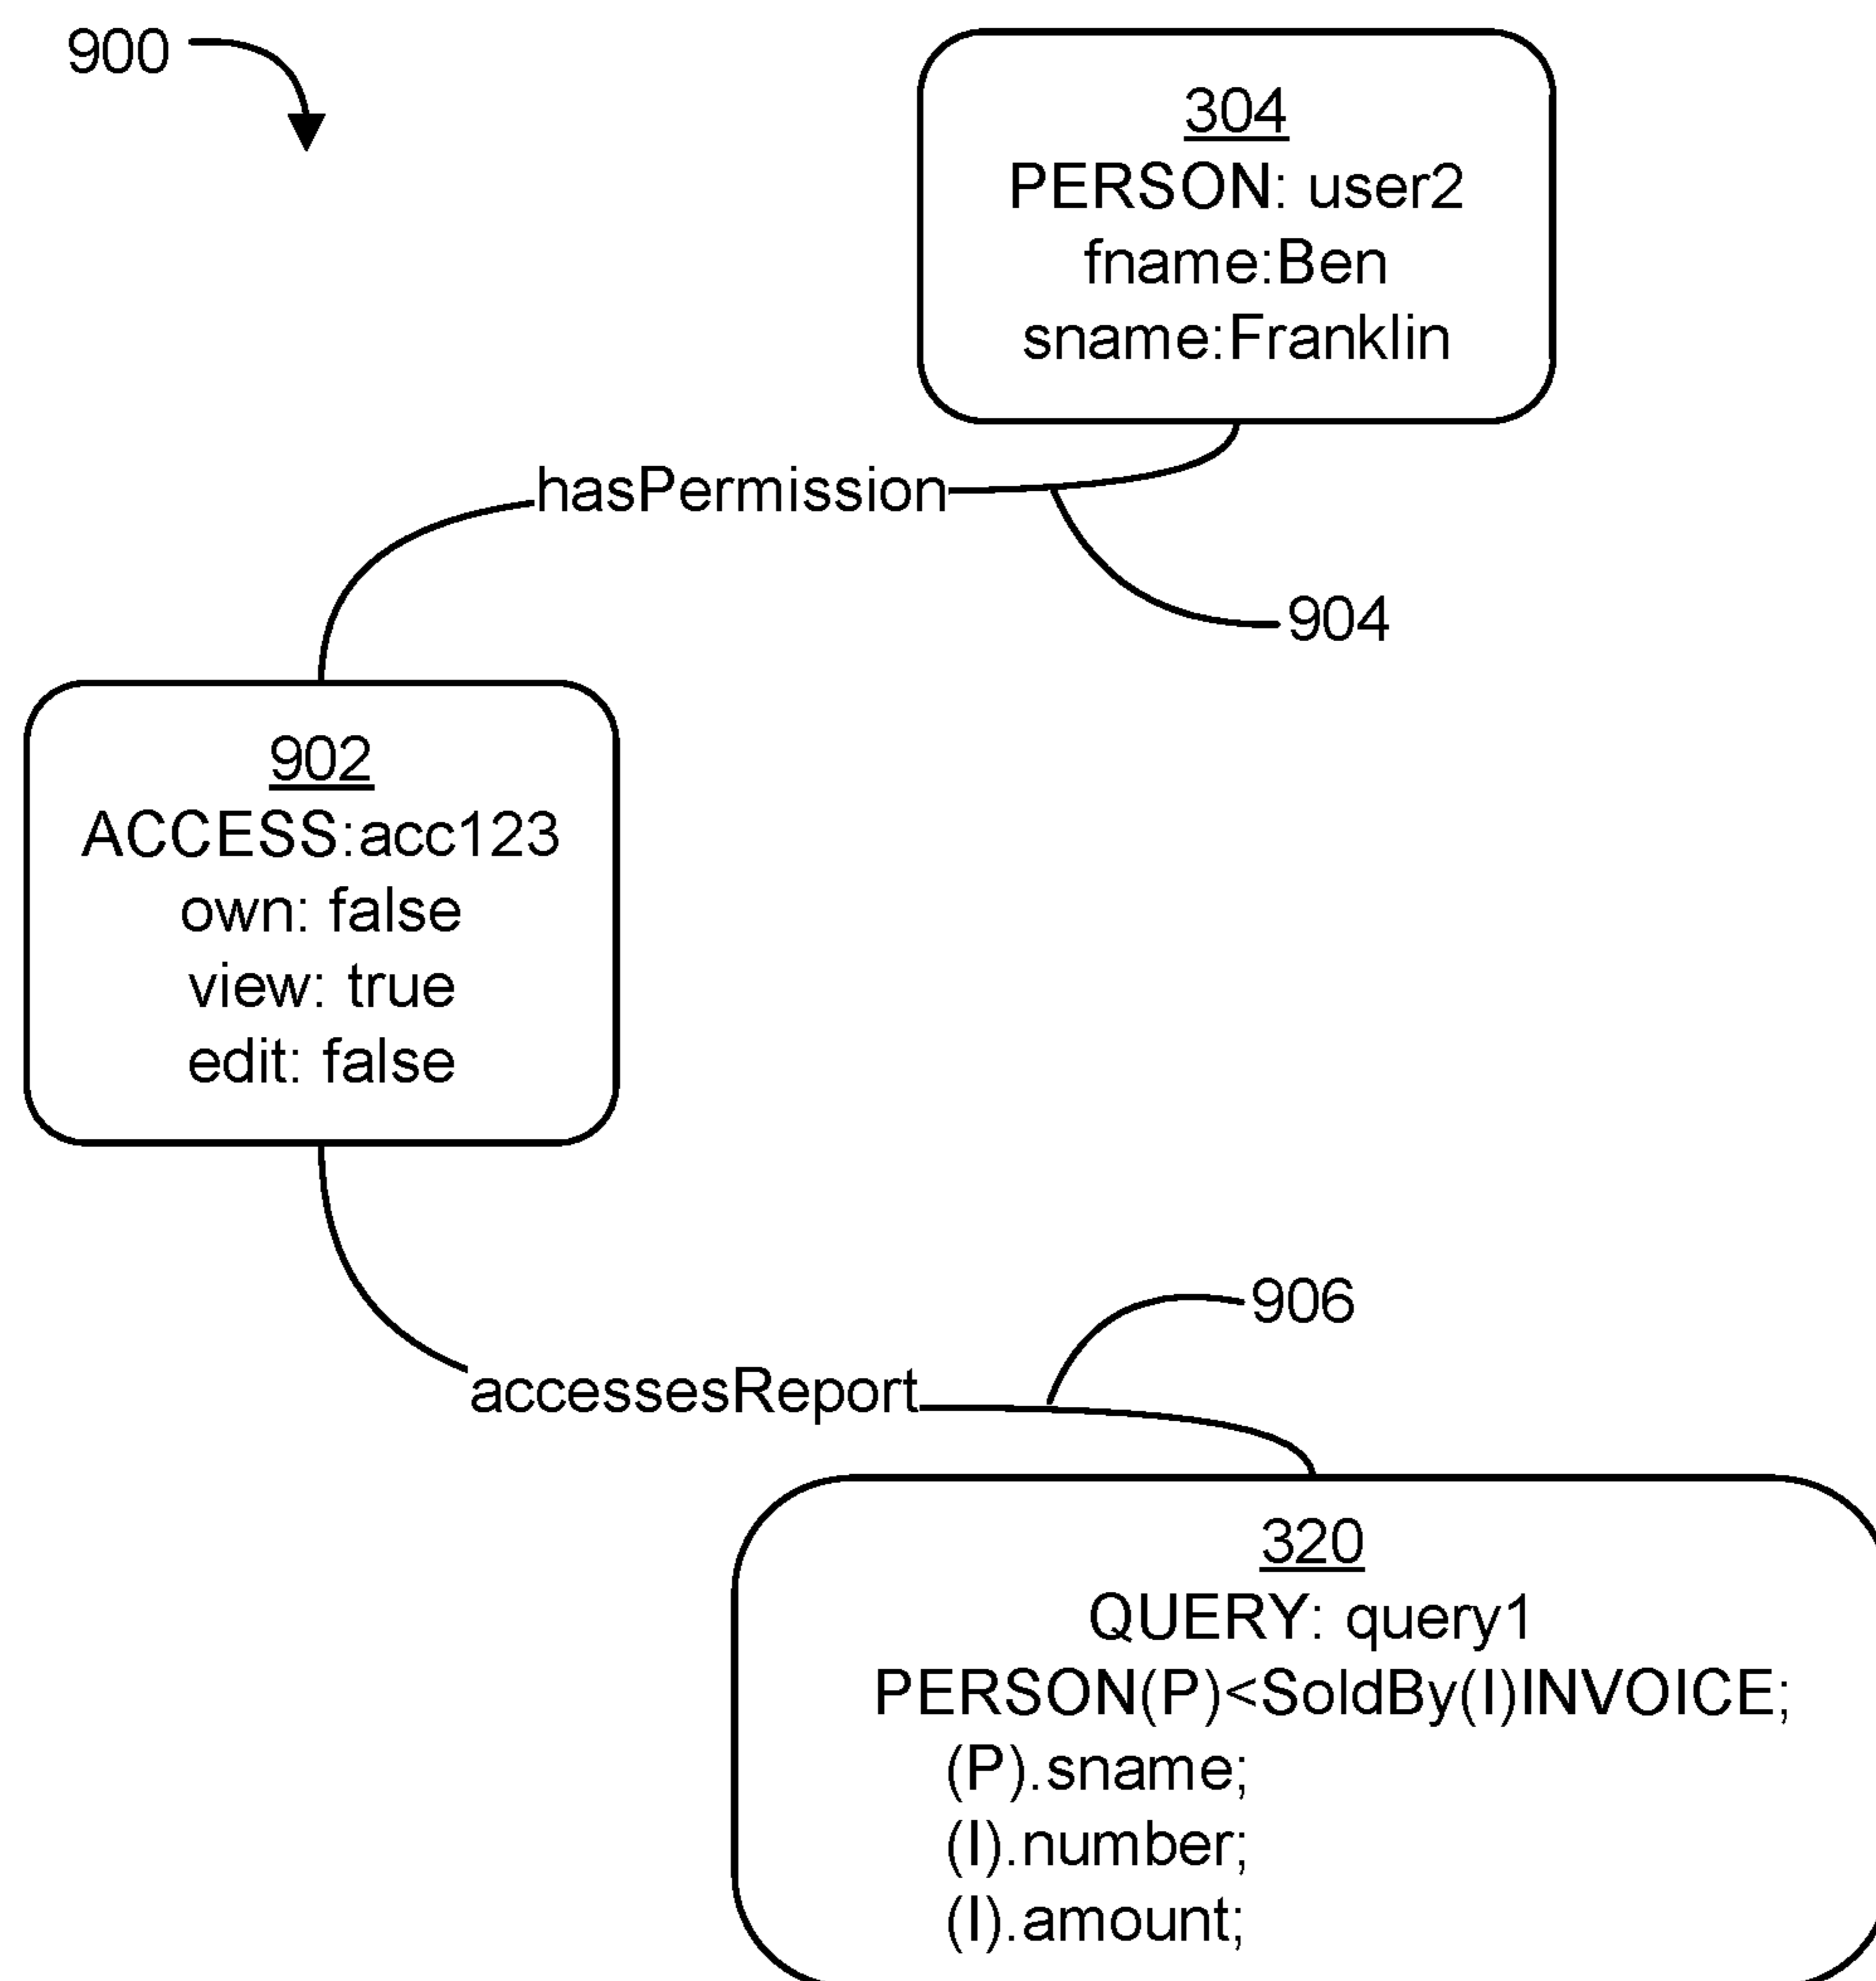 900
304
PERSON: user2
fname:Ben
sname:Franklin
hasPermission
904
902
ACCESS:acc123
own: false
view: true
edit: false
906
accessesReport
320
QUERY: query1
PERSON(P)<SoldBy(I)INVOICE;
(P).sname;
(I).number;
(I).amount;